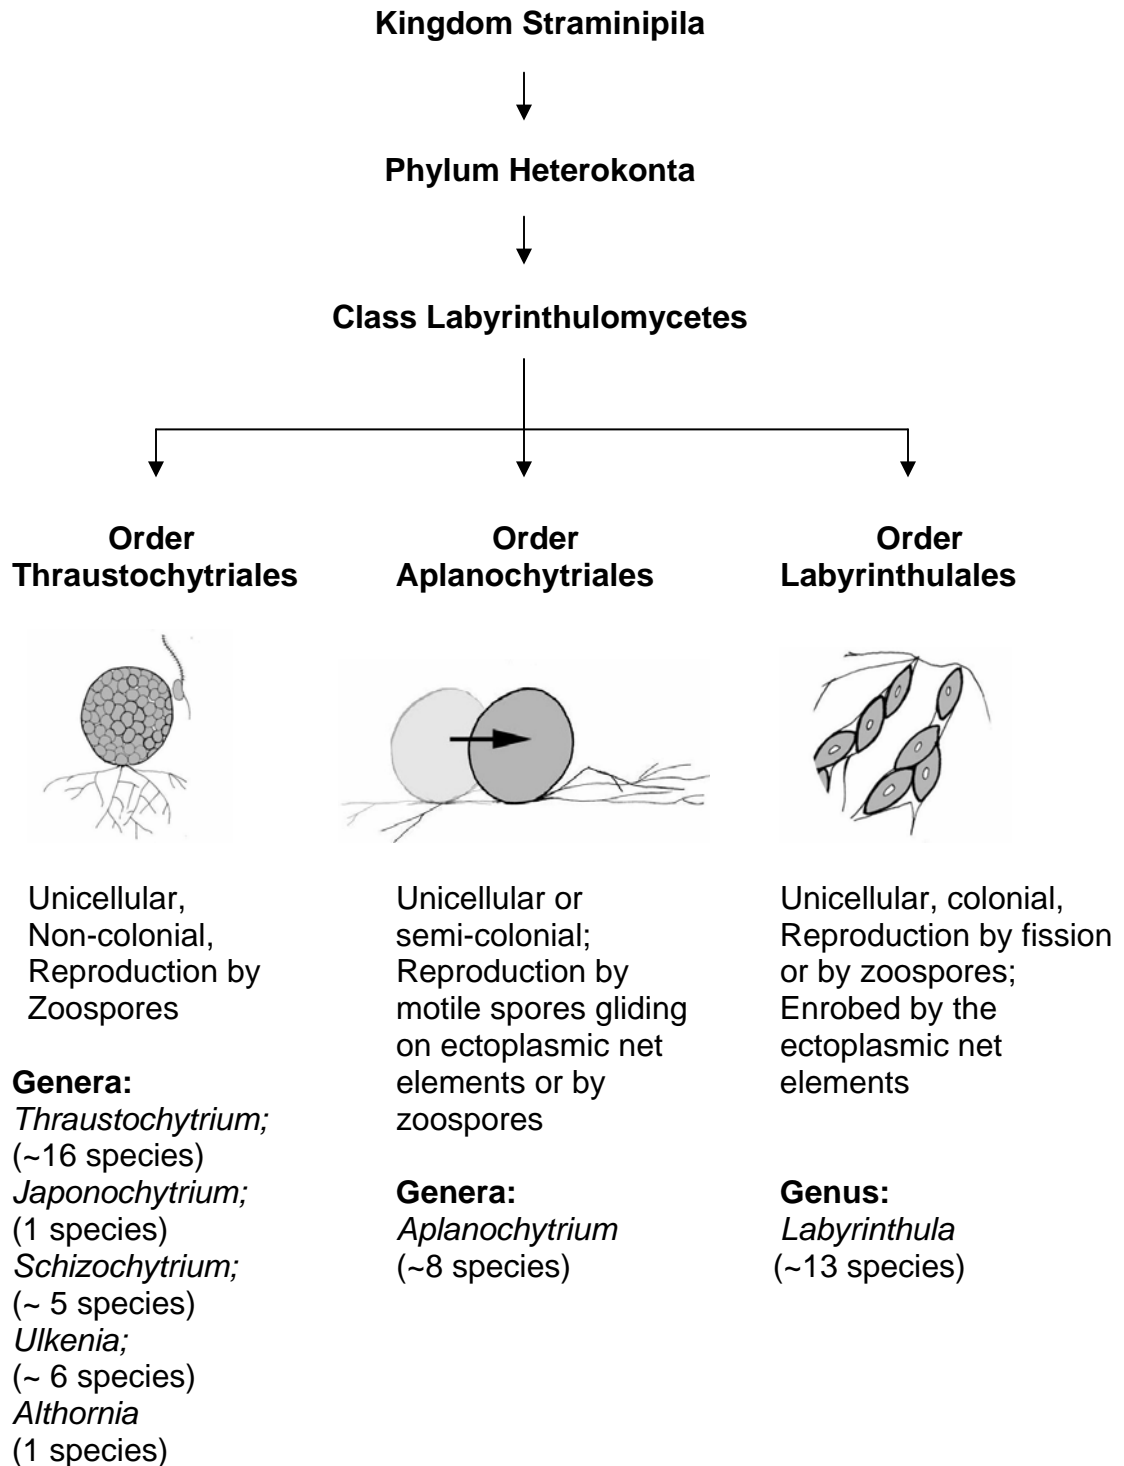 Kingdom Straminipila
Phylum Heterokonta
Class Labyrinthulomycetes
Order
Thraustochytriales
Unicellular,
Non-colonial,
Reproduction by
Zoospores
Genera:
Thraustochytrium;
(~16 species)
Japonochytrium;
(1 species)
Schizochytrium;
(~ 5 species)
Ulkenia;
(~ 6 species)
Althornia
(1 species)
Order
Aplanochytriales
Unicellular or
semi-colonial;
Reproduction by
motile spores gliding
on ectoplasmic net
elements or by
zoospores
Genera:
Aplanochytrium
(~8 species)
Order
Labyrinthulales
Unicellular, colonial,
Reproduction by fission
or by zoospores;
Enrobed by the
ectoplasmic net
elements
Genus:
Labyrinthula
(~13 species)